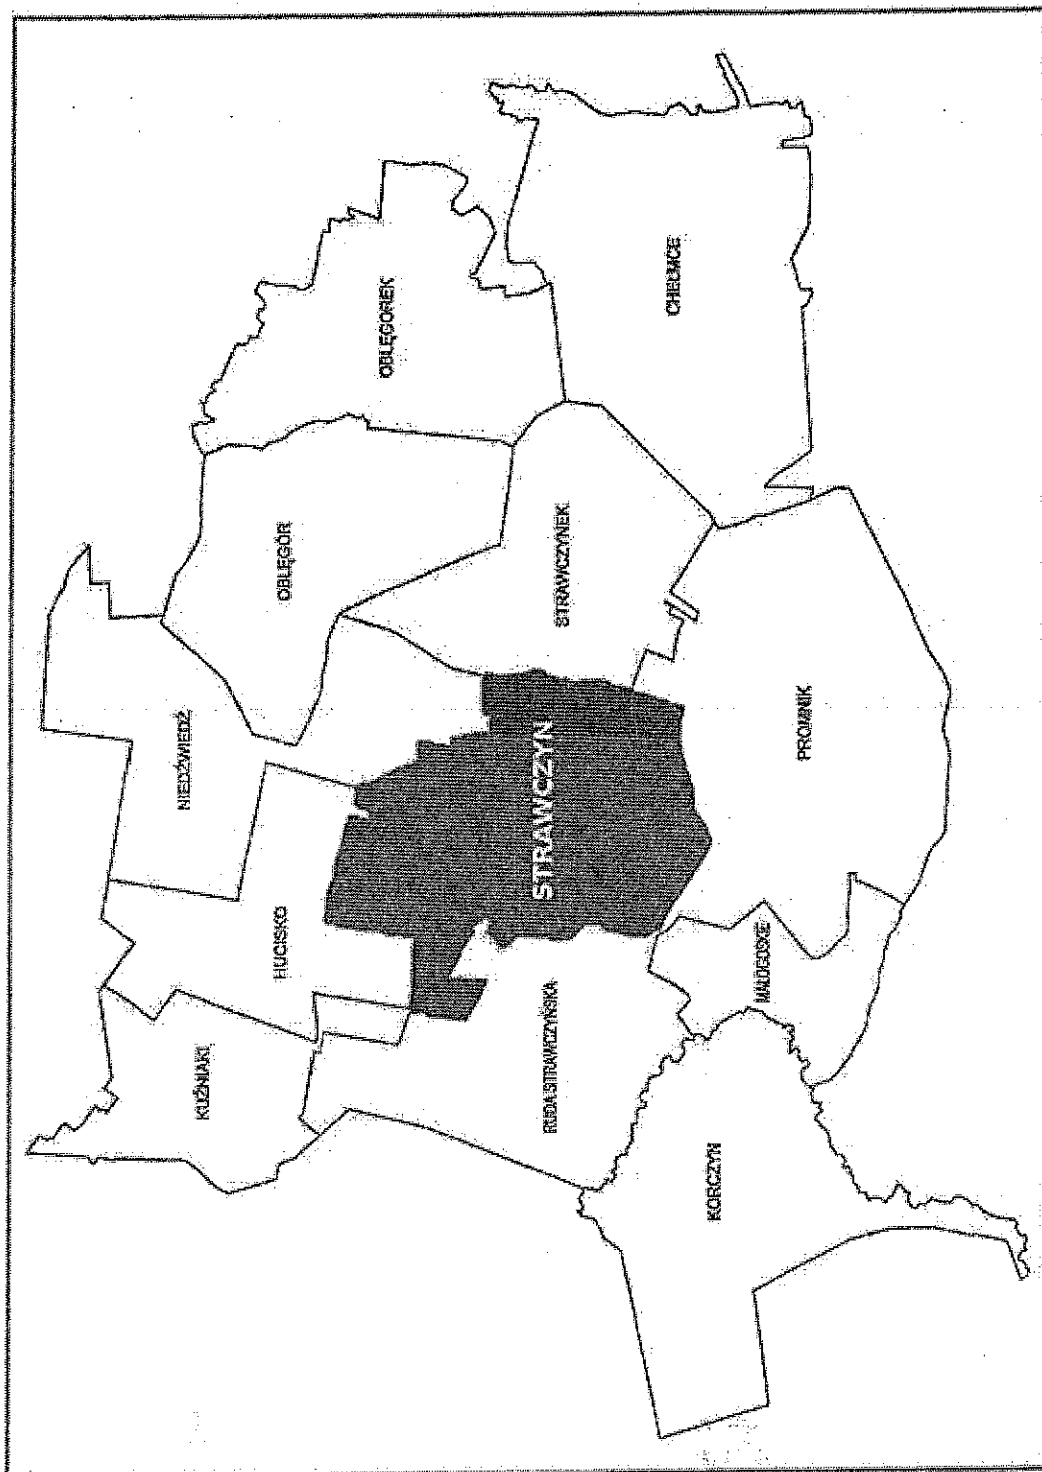 KUŹNIAKI
NIEDŹWIEDŹ
HUCISKO
OBLĘGÓR
OBLĘGOREK
RUDA STRAWCZYŃSKA
STRAWCZYN
STRAWCZYNEK
CHEŁMCE
KORCZYN
MAŁOGOSKIE
PROMNIK